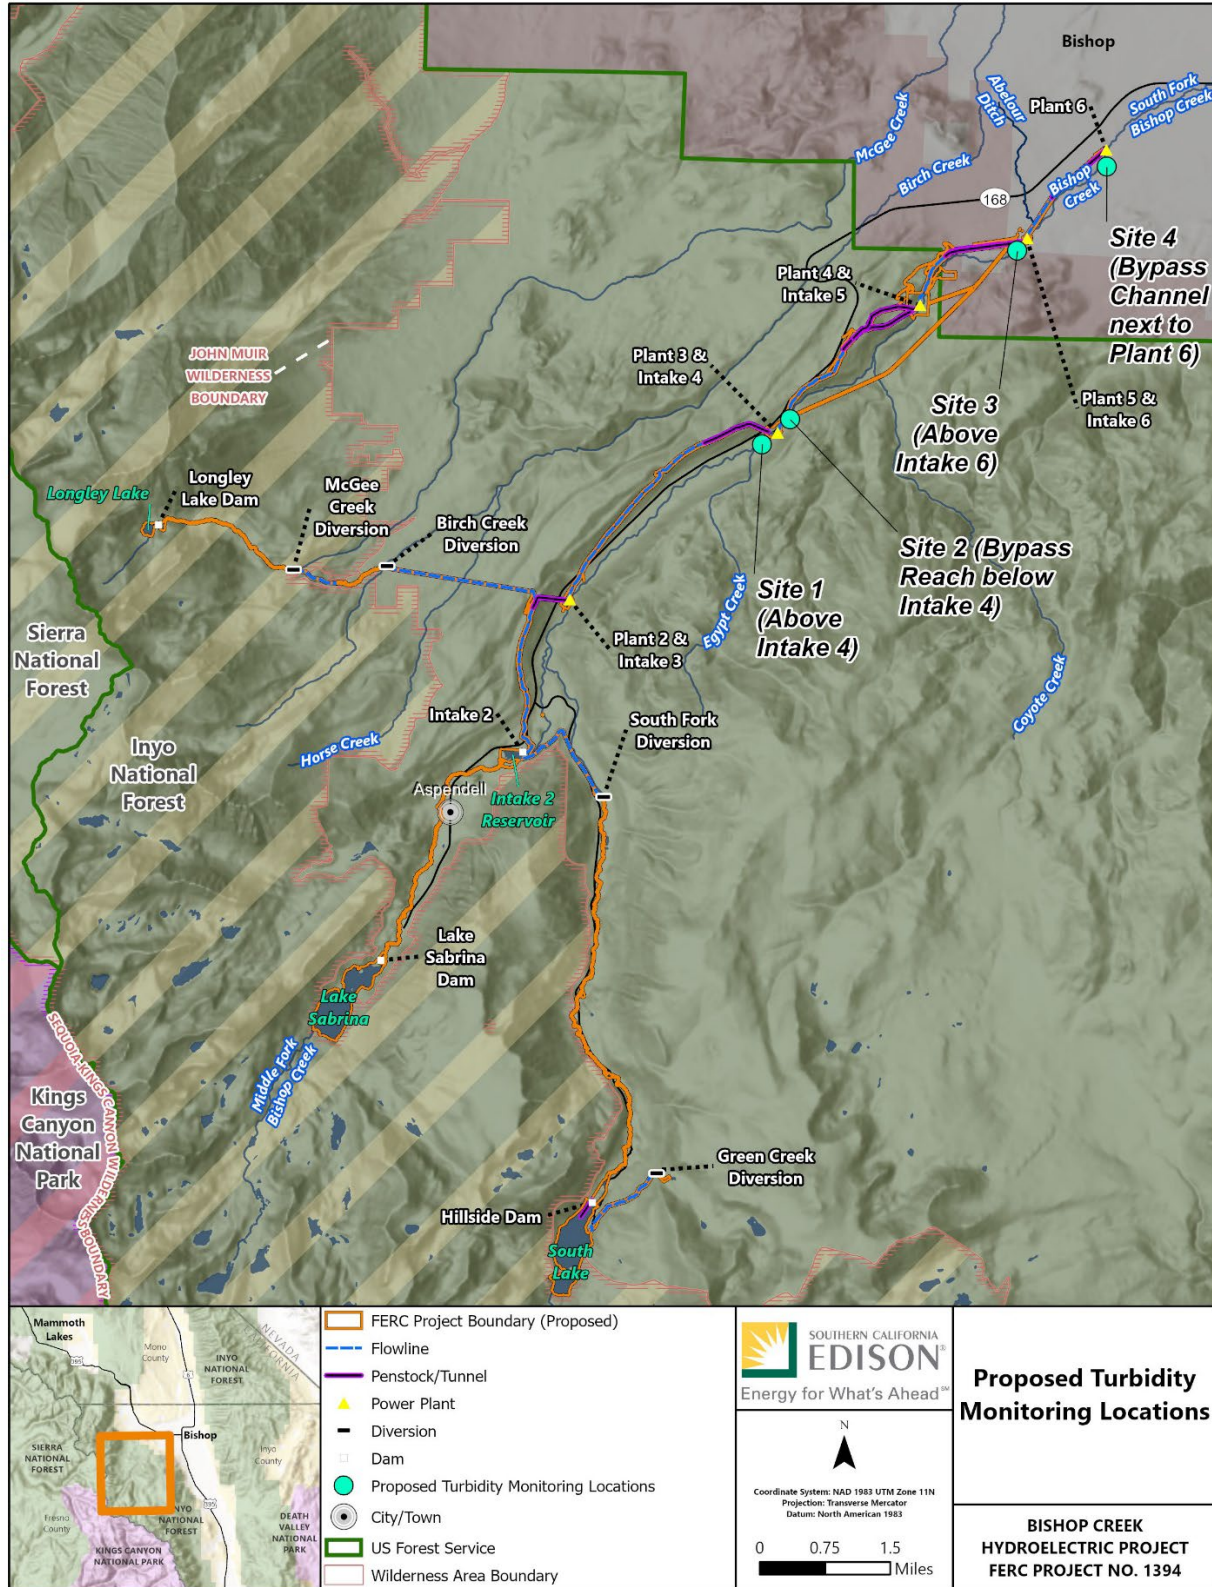 Bishop
Abelour
Ditch
South Fork
Bishop Creek
Plant 6
McGee Creek
Birch Creek
Bishop
Creek
168
Site 4
(Bypass
Channel
next to
Plant 6)
Plant 4 &
Intake 5
Plant 3 &
Intake 4
JOHN MUIR
WILDERNESS
BOUNDARY
Site 3
(Above
Intake 6)
Plant 5 &
Intake 6
Longley Lake
Longley
Lake Dam
McGee
Creek
Diversion
Birch Creek
Diversion
Site 2 (Bypass
Reach below
Intake 4)
Site 1
(Above
Intake 4)
Egypt Creek
Coyote Creek
Sierra
National
Forest
Plant 2 &
Intake 3
Intake 2
South Fork
Diversion
Horse Creek
Inyo
National
Forest
Aspendell
Intake 2
Reservoir
Lake
Sabrina
Dam
Lake
Sabrina
Middle Fork
Bishop Creek
SEQUOIA-KINGS CANYON WILDERNESS BOUNDARY
Kings
Canyon
National
Park
Green Creek
Diversion
Hillside Dam
South
Lake
Mammoth
Lakes
395
Mono
County
6
INYO
NATIONAL
FOREST
NEVADA
CALIFORNIA
Bishop
SIERRA
NATIONAL
FOREST
Inyo
County
395
Fresno
County
INYO
NATIONAL
FOREST
KINGS CANYON
NATIONAL PARK
DEATH
VALLEY
NATIONAL
PARK
FERC Project Boundary (Proposed)
Flowline
Penstock/Tunnel
Power Plant
Diversion
Dam
Proposed Turbidity Monitoring Locations
City/Town
US Forest Service
Wilderness Area Boundary
SOUTHERN CALIFORNIA
EDISON®
Energy for What's Ahead℠
N
Coordinate System: NAD 1983 UTM Zone 11N
Projection: Transverse Mercator
Datum: North American 1983
0 0.75 1.5
Miles
Proposed Turbidity
Monitoring Locations
BISHOP CREEK
HYDROELECTRIC PROJECT
FERC PROJECT NO. 1394